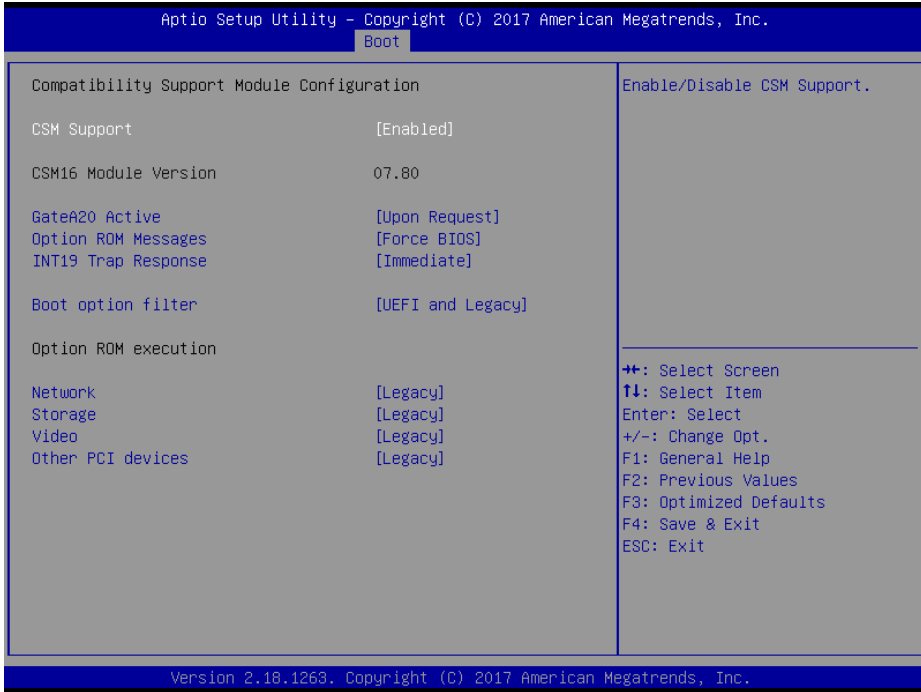 Aptio Setup Utility – Copyright (C) 2017 American Megatrends, Inc.
Boot
Compatibility Support Module Configuration
CSM Support [Enabled]
CSM16 Module Version 07.80
GateA20 Active [Upon Request]
Option ROM Messages [Force BIOS]
INT19 Trap Response [Immediate]
Boot option filter [UEFI and Legacy]
Option ROM execution
Network [Legacy]
Storage [Legacy]
Video [Legacy]
Other PCI devices [Legacy]
Enable/Disable CSM Support.
→←: Select Screen
↑↓: Select Item
Enter: Select
+/-: Change Opt.
F1: General Help
F2: Previous Values
F3: Optimized Defaults
F4: Save & Exit
ESC: Exit
Version 2.18.1263. Copyright (C) 2017 American Megatrends, Inc.